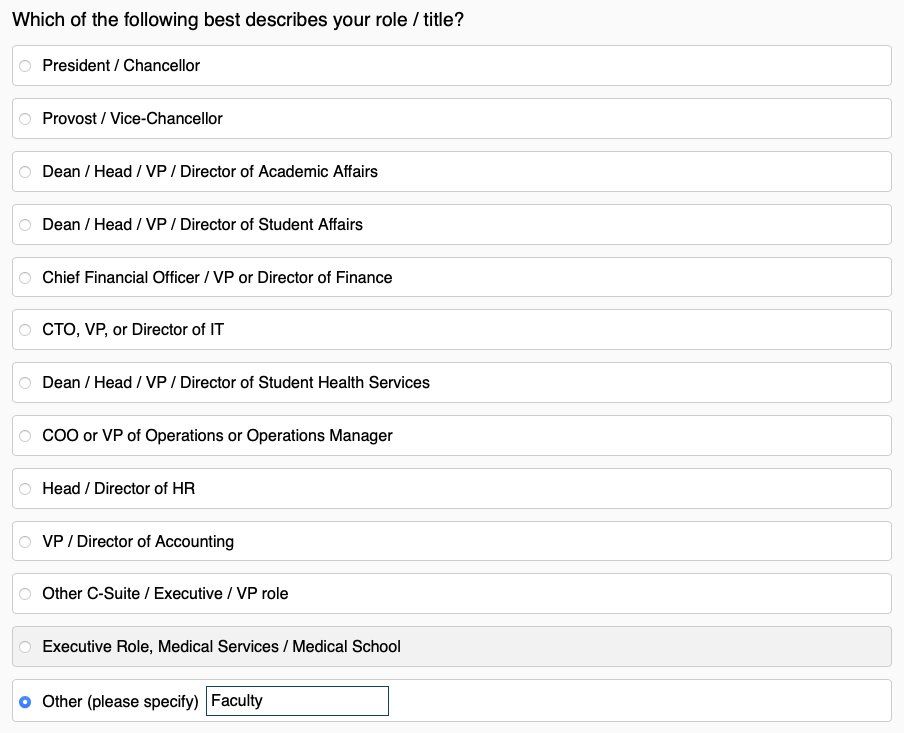 Which of the following best describes your role / title?
President / Chancellor
Provost / Vice-Chancellor
Dean / Head / VP / Director of Academic Affairs
Dean / Head / VP / Director of Student Affairs
Chief Financial Officer / VP or Director of Finance
CTO, VP, or Director of IT
Dean / Head / VP / Director of Student Health Services
COO or VP of Operations or Operations Manager
Head / Director of HR
VP / Director of Accounting
Other C-Suite / Executive / VP role
Executive Role, Medical Services / Medical School
Other (please specify) Faculty